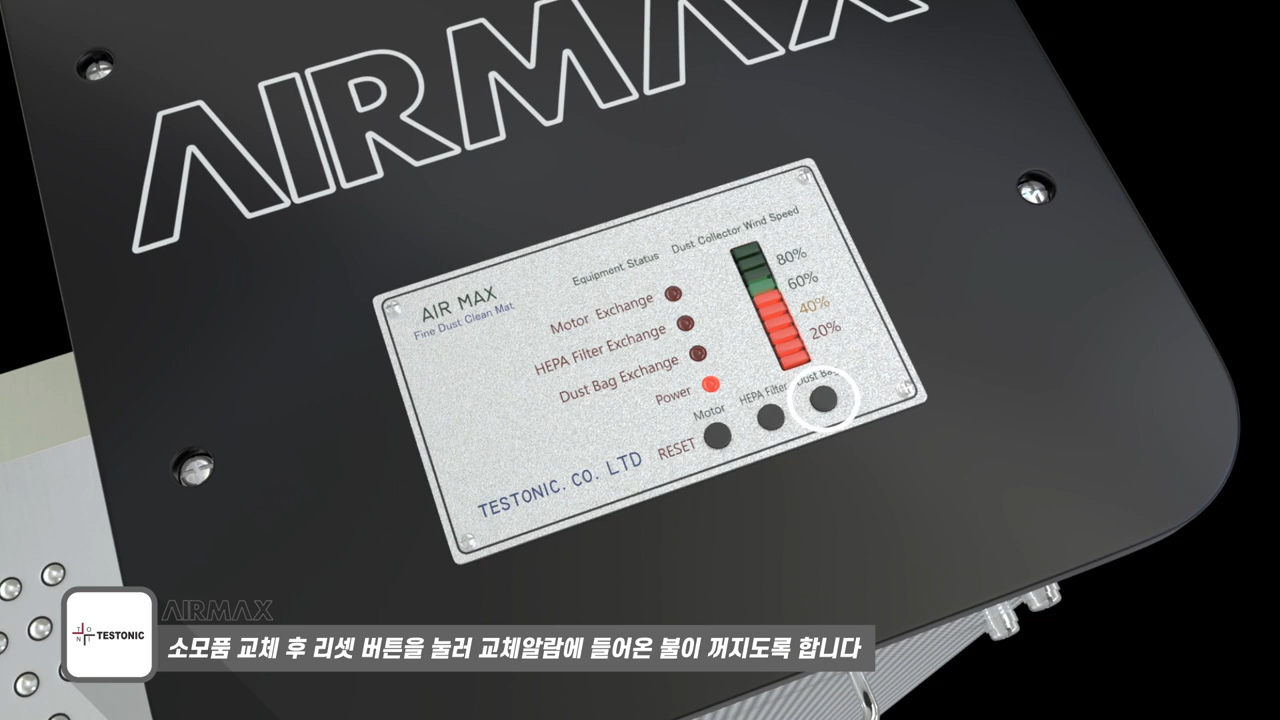 AIRMAX
AIR MAX
Fine Dust Clean Mat
Equipment Status
Dust Collector Wind Speed
Motor Exchange
HEPA Filter Exchange
Dust Bag Exchange
Power
80%
60%
40%
20%
Motor
HEPA Filter
Dust Bag
RESET
TESTONIC. CO. LTD
TO
NI
TESTONIC
AIRMAX
소모품 교체 후 리셋 버튼을 눌러 교체알람에 들어온 불이 꺼지도록 합니다